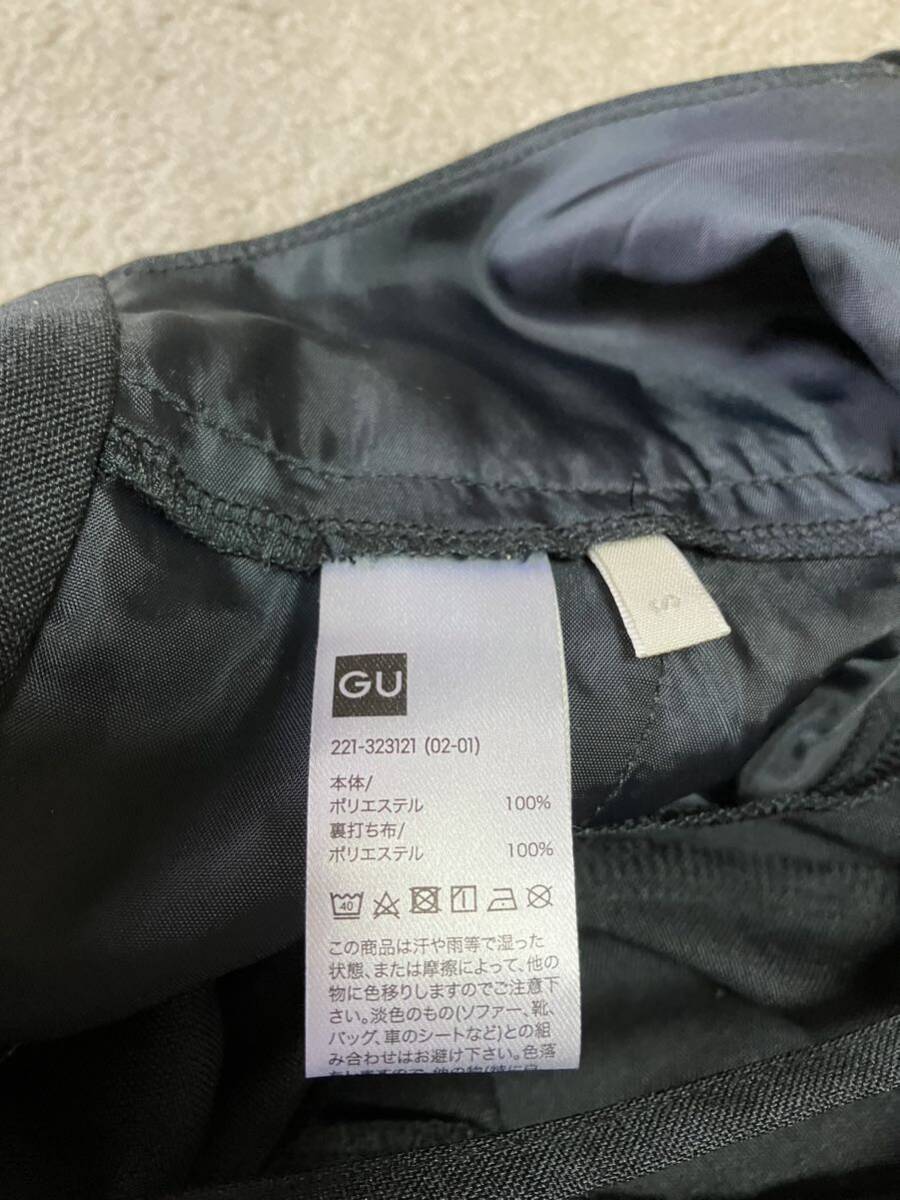 GU
S
221-323121 (02-01)
本体/
ポリエステル 100%
裏打ち布/
ポリエステル 100%
40
この商品は汗や雨等で湿った
状態、または摩擦によって、他の
物に色移りしますのでご注意下
さい。淡色のもの(ソファー、靴、
バッグ、車のシートなど)との組
み合わせはお避け下さい。色落